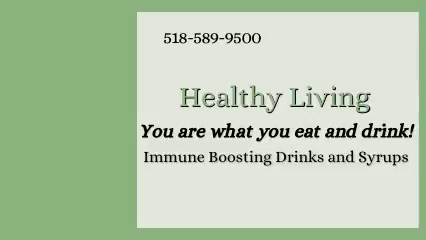 518-589-9500
Healthy Living
You are what you eat and drink!
Immune Boosting Drinks and Syrups